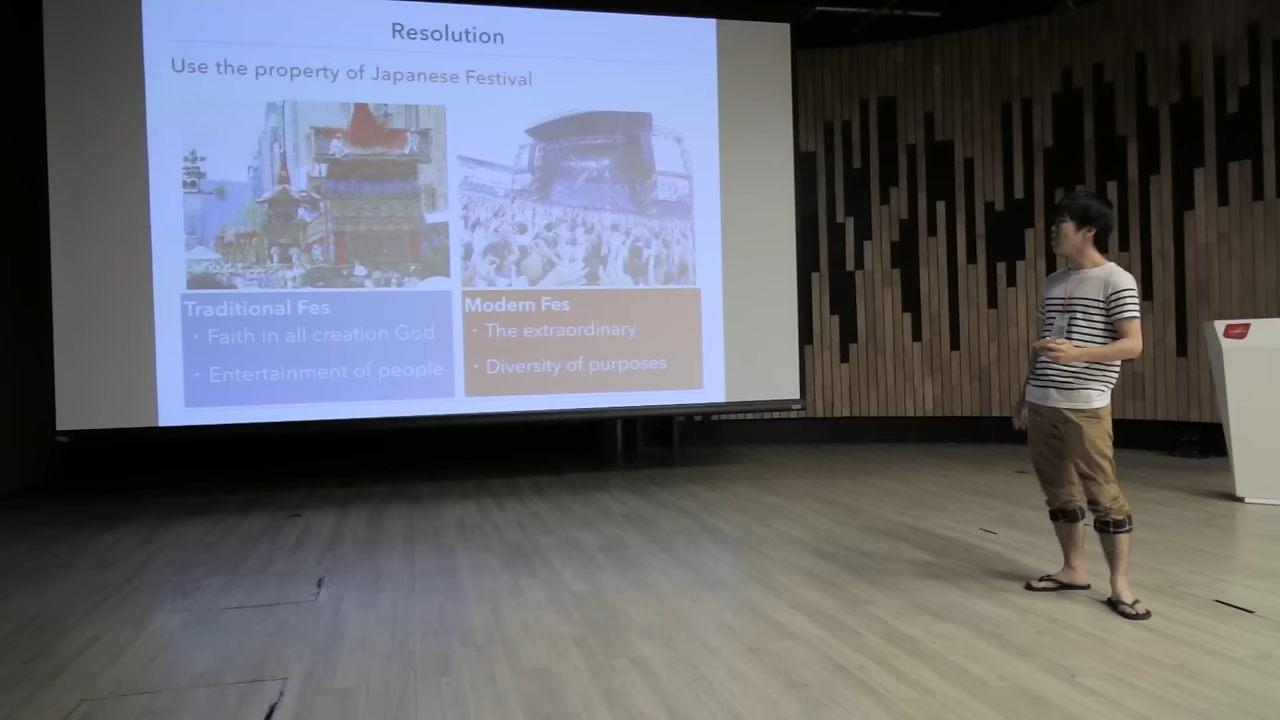 Resolution
Use the property of Japanese Festival
Traditional Fes
· Faith in all creation God
· Entertainment of people
Modern Fes
· The extraordinary
· Diversity of purposes